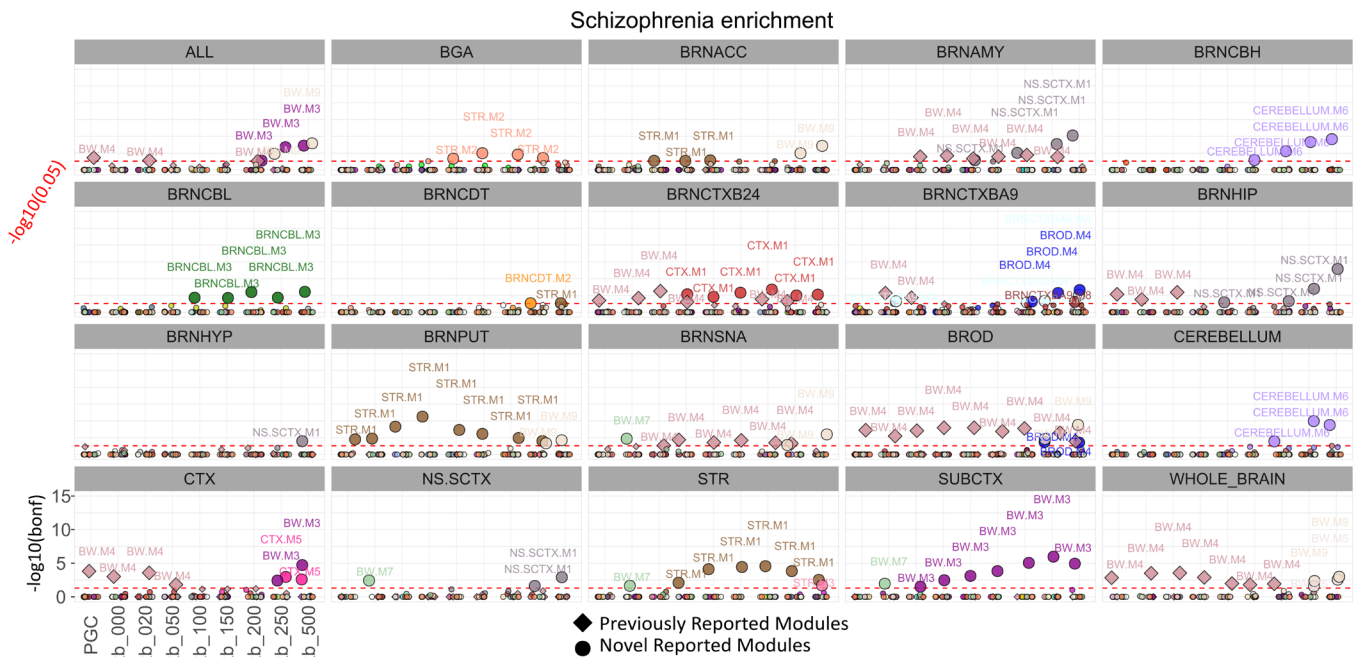 Schizophrenia enrichment
ALL BGA BRNACC BRNAMY BRNCBH
BW.M4 BW.M4 BW.M3 BW.M3 BW.M3 BW.M9
STR.M2 STR.M2 STR.M2 STR.M2
STR.M1 STR.M1 BW.M9
BW.M4 BW.M4 BW.M4 BW.M4 BW.M4 NS.SCTX.M1 NS.SCTX.M1 NS.SCTX.M1
CEREBELLUM.M6 CEREBELLUM.M6 CEREBELLUM.M6
-log10(0.05)
BRNCBL BRNCDT BRNCTXB24 BRNCTXBA9 BRNHIP
BRNCBL.M3 BRNCBL.M3 BRNCBL.M3 BRNCBL.M3 BRNCBL.M3
BRNCDT.M2 STR.M1
BW.M4 BW.M4 BW.M4 CTX.M1 CTX.M1 CTX.M1 CTX.M1 CTX.M1 CTX.M1
BW.M4 BW.M4 BROD.M4 BROD.M4 BROD.M4
BW.M4 BW.M4 BW.M4 NS.SCTX.M1 NS.SCTX.M1
BRNHYP BRNPUT BRNSNA BROD CEREBELLUM
NS.SCTX.M1
STR.M1 STR.M1 STR.M1 STR.M1 STR.M1 STR.M1 STR.M1 STR.M1 BW.M9
BW.M7 BW.M4 BW.M4 BW.M4 BW.M4 BW.M4 BW.M4 BW.M9
BW.M4 BW.M4 BW.M4 BW.M4 BW.M4 BW.M4 BW.M4 BW.M9 BROD.M4
CEREBELLUM.M6 CEREBELLUM.M6 CEREBELLUM.M6
CTX NS.SCTX STR SUBCTX WHOLE_BRAIN
-log10(bonf)
15
10
5
0
BW.M4 BW.M4 BW.M4 BW.M4 BW.M3 BW.M3 CTX.M5
BW.M7 NS.SCTX.M1 NS.SCTX.M1
BW.M7 STR.M1 STR.M1 STR.M1 STR.M1 STR.M1 STR.M1
BW.M7 BW.M3 BW.M3 BW.M3 BW.M3 BW.M3 BW.M3 BW.M3
BW.M4 BW.M4 BW.M4 BW.M4 BW.M4 BW.M4 BW.M9 BW.M5
PGC
b_000
b_020
b_050
b_100
b_150
b_200
b_250
b_500
Previously Reported Modules
Novel Reported Modules